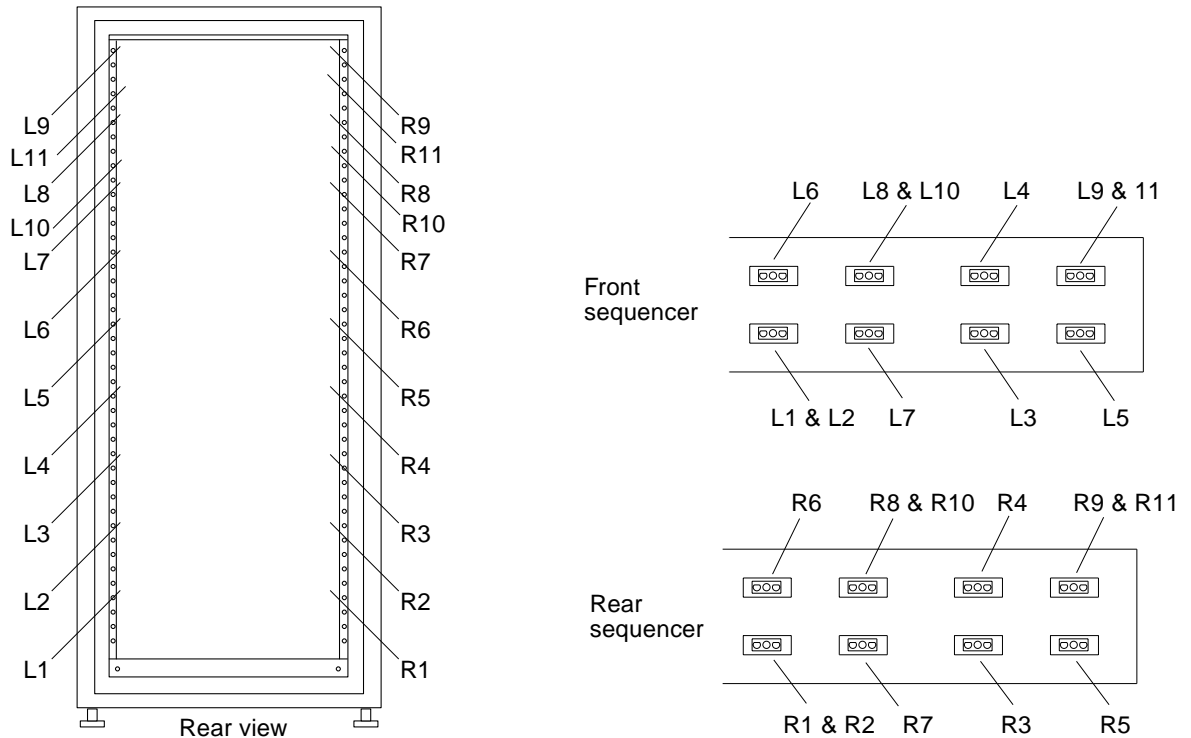 L9
L11
L8
L10
L7
L6
L5
L4
L3
L2
L1
R9
R11
R8
R10
R7
R6
R5
R4
R3
R2
R1
Rear view
L6 L8 & L10 L4 L9 & 11
Front
sequencer
L1 & L2 L7 L3 L5
R6 R8 & R10 R4 R9 & R11
Rear
sequencer
R1 & R2 R7 R3 R5